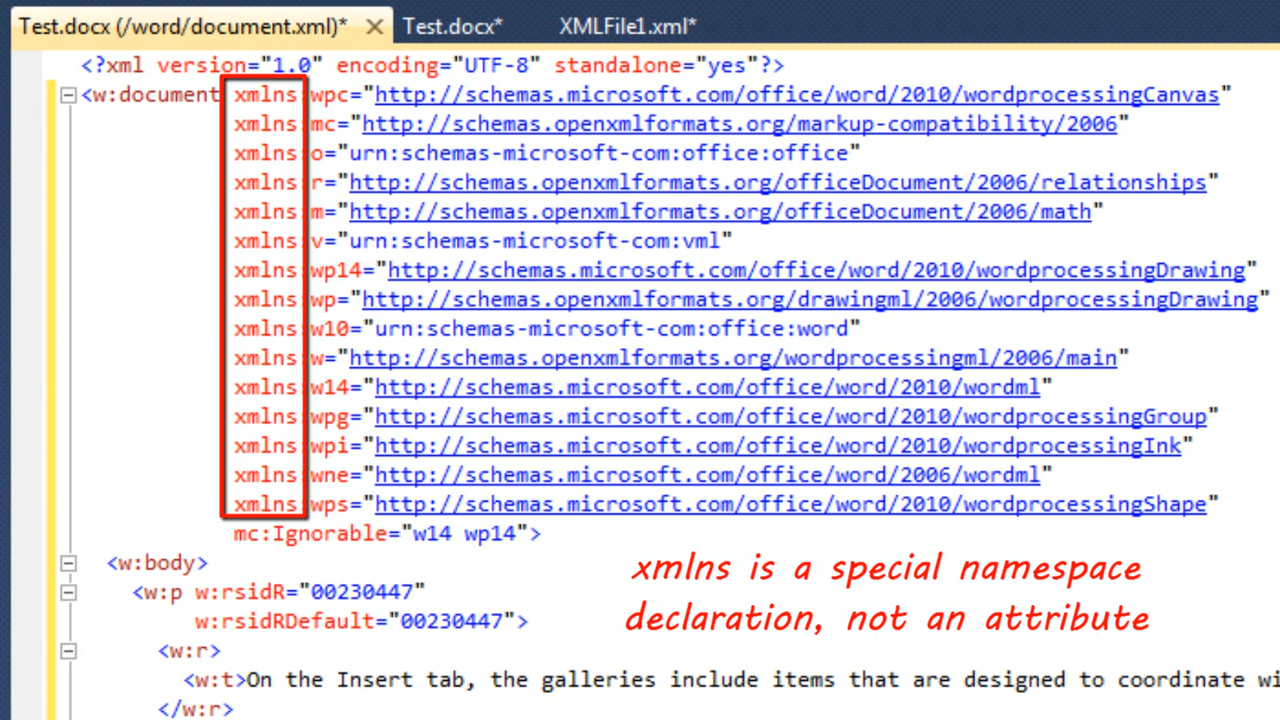 Test.docx (/word/document.xml)* Test.docx* XMLFile1.xml*
<?xml version="1.0" encoding="UTF-8" standalone="yes"?>
<w:document xmlns:wpc="http://schemas.microsoft.com/office/word/2010/wordprocessingCanvas"
xmlns:mc="http://schemas.openxmlformats.org/markup-compatibility/2006"
xmlns:o="urn:schemas-microsoft-com:office:office"
xmlns:r="http://schemas.openxmlformats.org/officeDocument/2006/relationships"
xmlns:m="http://schemas.openxmlformats.org/officeDocument/2006/math"
xmlns:v="urn:schemas-microsoft-com:vml"
xmlns:wp14="http://schemas.microsoft.com/office/word/2010/wordprocessingDrawing"
xmlns:wp="http://schemas.openxmlformats.org/drawingml/2006/wordprocessingDrawing"
xmlns:w10="urn:schemas-microsoft-com:office:word"
xmlns:w="http://schemas.openxmlformats.org/wordprocessingml/2006/main"
xmlns:w14="http://schemas.microsoft.com/office/word/2010/wordml"
xmlns:wpg="http://schemas.microsoft.com/office/word/2010/wordprocessingGroup"
xmlns:wpi="http://schemas.microsoft.com/office/word/2010/wordprocessingInk"
xmlns:wne="http://schemas.microsoft.com/office/word/2006/wordml"
xmlns:wps="http://schemas.microsoft.com/office/word/2010/wordprocessingShape"
mc:Ignorable="w14 wp14">
<w:body>
<w:p w:rsidR="00230447"
w:rsidRDefault="00230447">
<w:r>
<w:t>On the Insert tab, the galleries include items that are designed to coordinate wi
</w:r>
xmlns is a special namespace
declaration, not an attribute